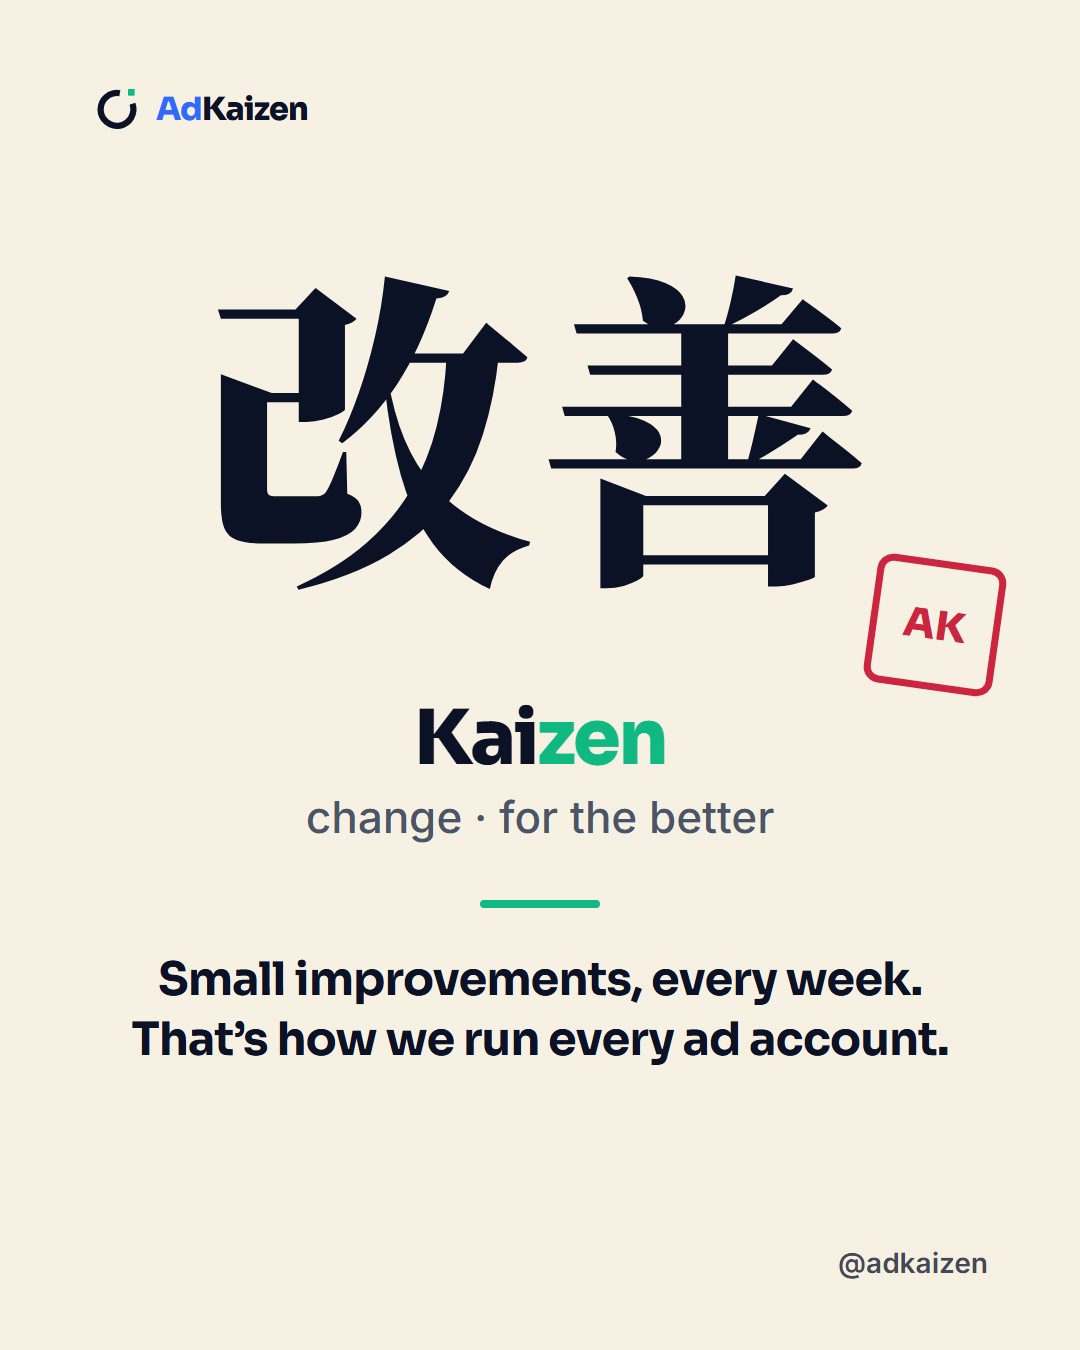 AdKaizen
改善
AK
Kaizen
change · for the better
Small improvements, every week.
That’s how we run every ad account.
@adkaizen